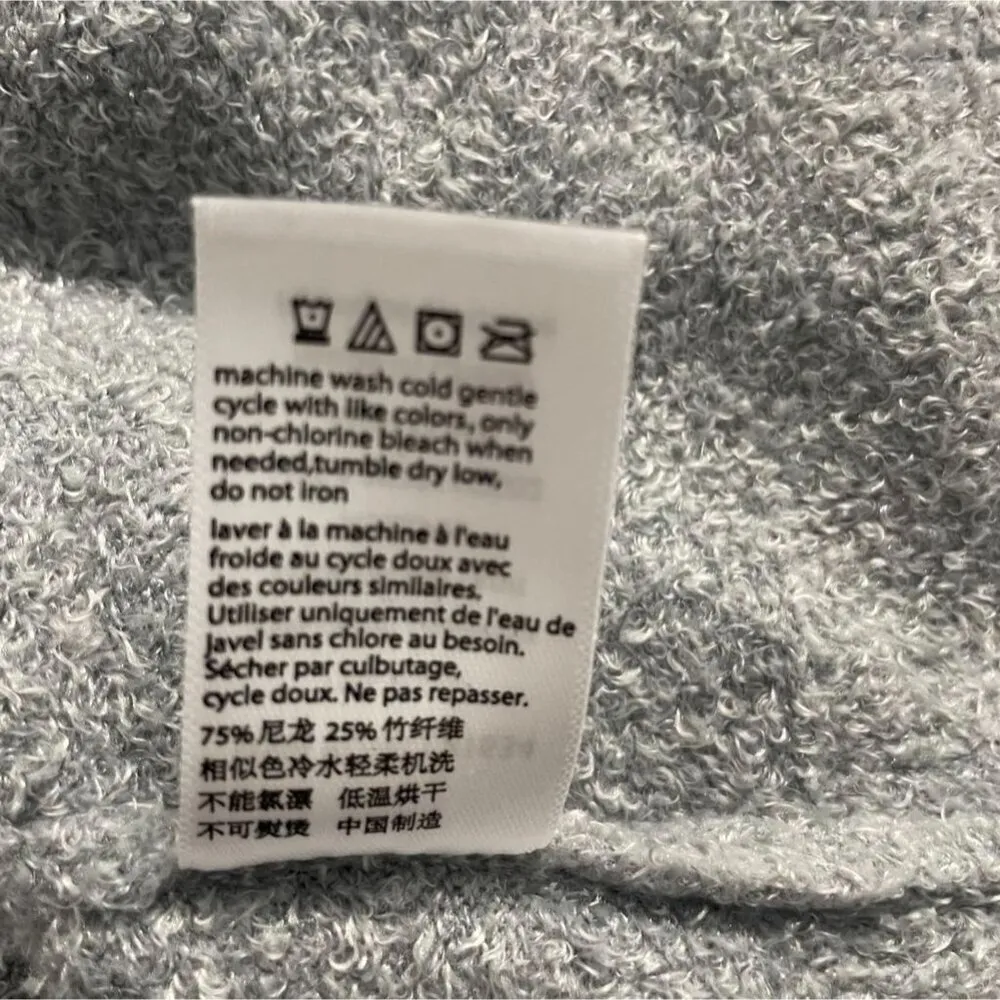 machine wash cold gentle
cycle with like colors, only
non-chlorine bleach when
needed,tumble dry low,
do not iron
laver à la machine à l'eau
froide au cycle doux avec
des couleurs similaires.
Utiliser uniquement de l'eau de
Javel sans chlore au besoin.
Sécher par culbutage,
cycle doux. Ne pas repasser.
75%尼龙 25%竹纤维
相似色冷水轻柔机洗
不能氯漂 低温烘干
不可熨烫 中国制造